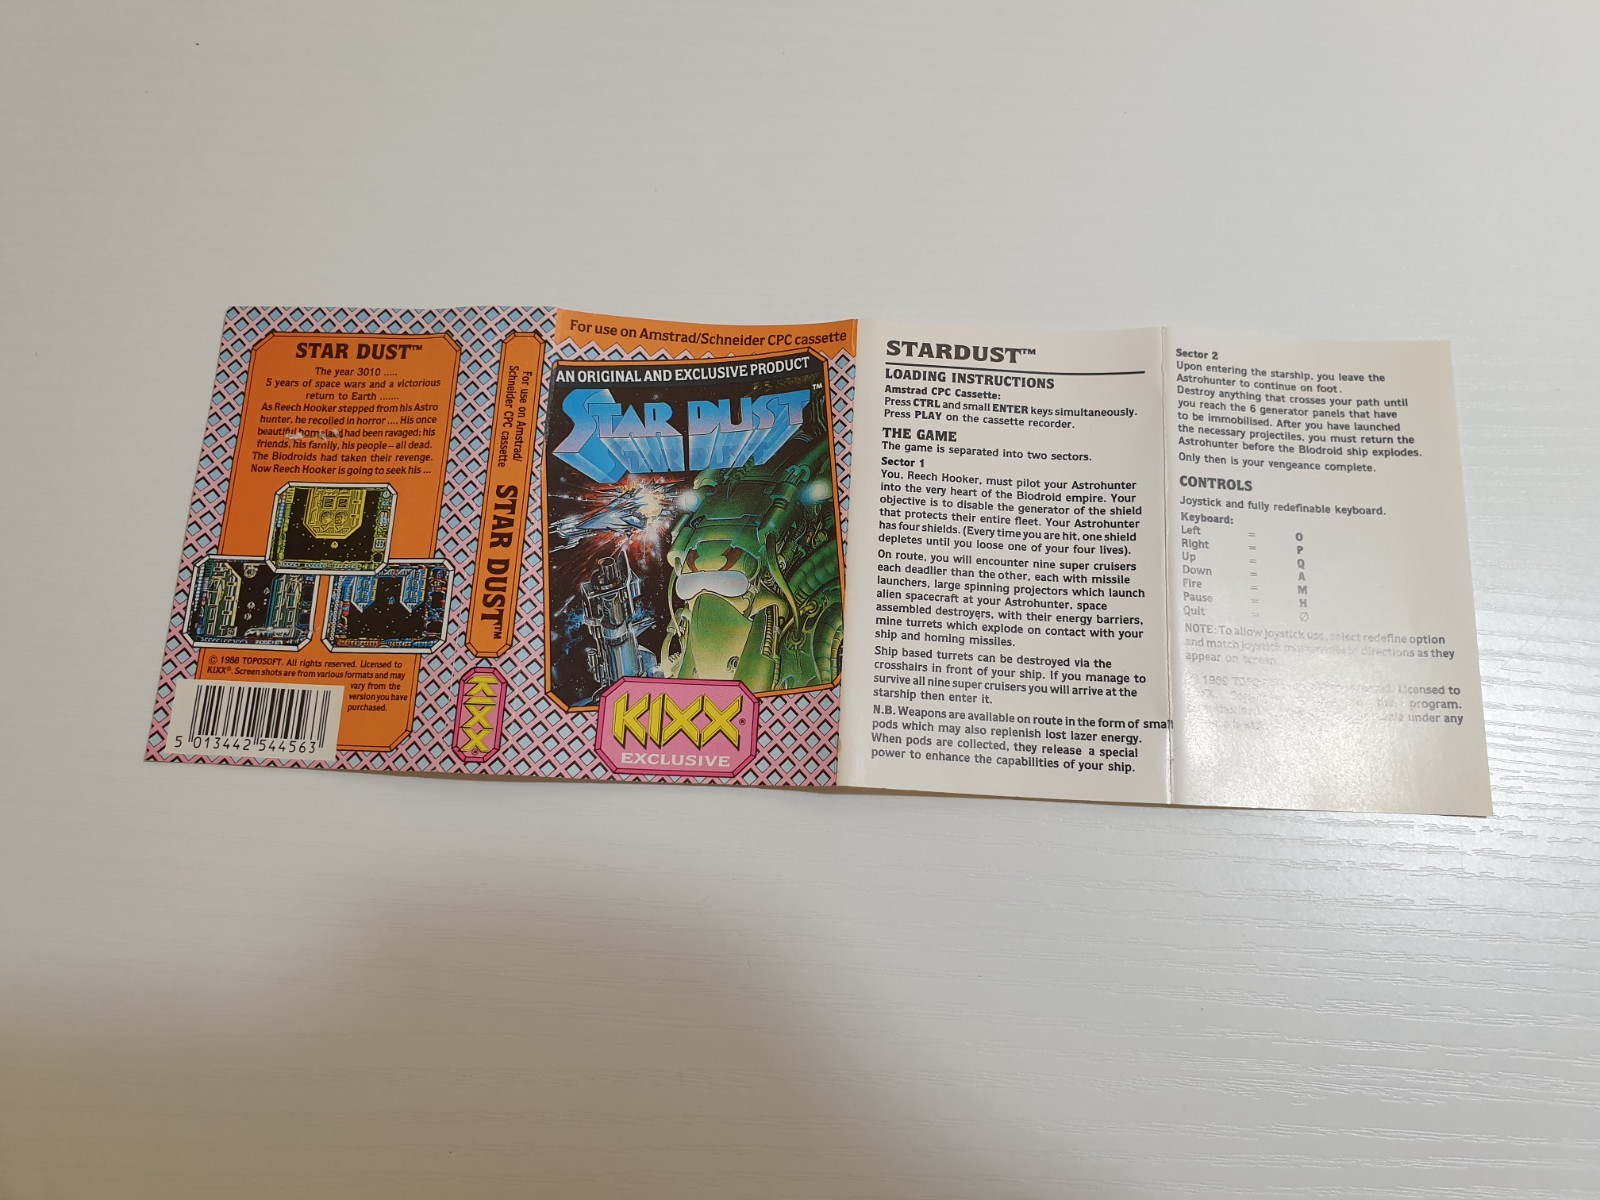 STAR DUST™
The year 3010 .....
5 years of space wars and a victorious
return to Earth .......
As Reech Hooker stepped from his Astro
hunter, he recoiled in horror .... His once
beautiful had been ravaged; his
friends, his family, his people – all dead.
The Biodroids had taken their revenge.
Now Reech Hooker is going to seek his ...
© 1988 TOPOSOFT. All rights reserved. Licensed to
KIXX®. Screen shots are from various formats and may
vary from the
version you have
purchased.
5 013442 544563
For use on Amstrad/
Schneider CPC cassette
STAR DUST™
KIXX
For use on Amstrad/Schneider CPC cassette
AN ORIGINAL AND EXCLUSIVE PRODUCT
STAR DUST™
KIXX®
EXCLUSIVE
STARDUST™
LOADING INSTRUCTIONS
Amstrad CPC Cassette:
Press CTRL and small ENTER keys simultaneously.
Press PLAY on the cassette recorder.
THE GAME
The game is separated into two sectors.
Sector 1
You, Reech Hooker, must pilot your Astrohunter
into the very heart of the Biodroid empire. Your
objective is to disable the generator of the shield
that protects their entire fleet. Your Astrohunter
has four shields. (Every time you are hit, one shield
depletes until you loose one of your four lives).
On route, you will encounter nine super cruisers
each deadlier than the other, each with missile
launchers, large spinning projectors which launch
alien spacecraft at your Astrohunter, space
assembled destroyers, with their energy barriers,
mine turrets which explode on contact with your
ship and homing missiles.
Ship based turrets can be destroyed via the
crosshairs in front of your ship. If you manage to
survive all nine super cruisers you will arrive at the
starship then enter it.
N.B. Weapons are available on route in the form of small
pods which may also replenish lost lazer energy.
When pods are collected, they release a special
power to enhance the capabilities of your ship.
Sector 2
Upon entering the starship, you leave the
Astrohunter to continue on foot.
Destroy anything that crosses your path until
you reach the 6 generator panels that have
to be immobilised. After you have launched
the necessary projectiles, you must return the
Astrohunter before the Biodroid ship explodes.
Only then is your vengeance complete.
CONTROLS
Joystick and fully redefinable keyboard.
Keyboard:
Left = O
Right = P
Up = Q
Down = A
Fire = M
Pause = H
Quit = Ø
NOTE: To allow joystick use, select redefine option
and match joystick directions as they
appear on screen.
Licensed to
program.
under any